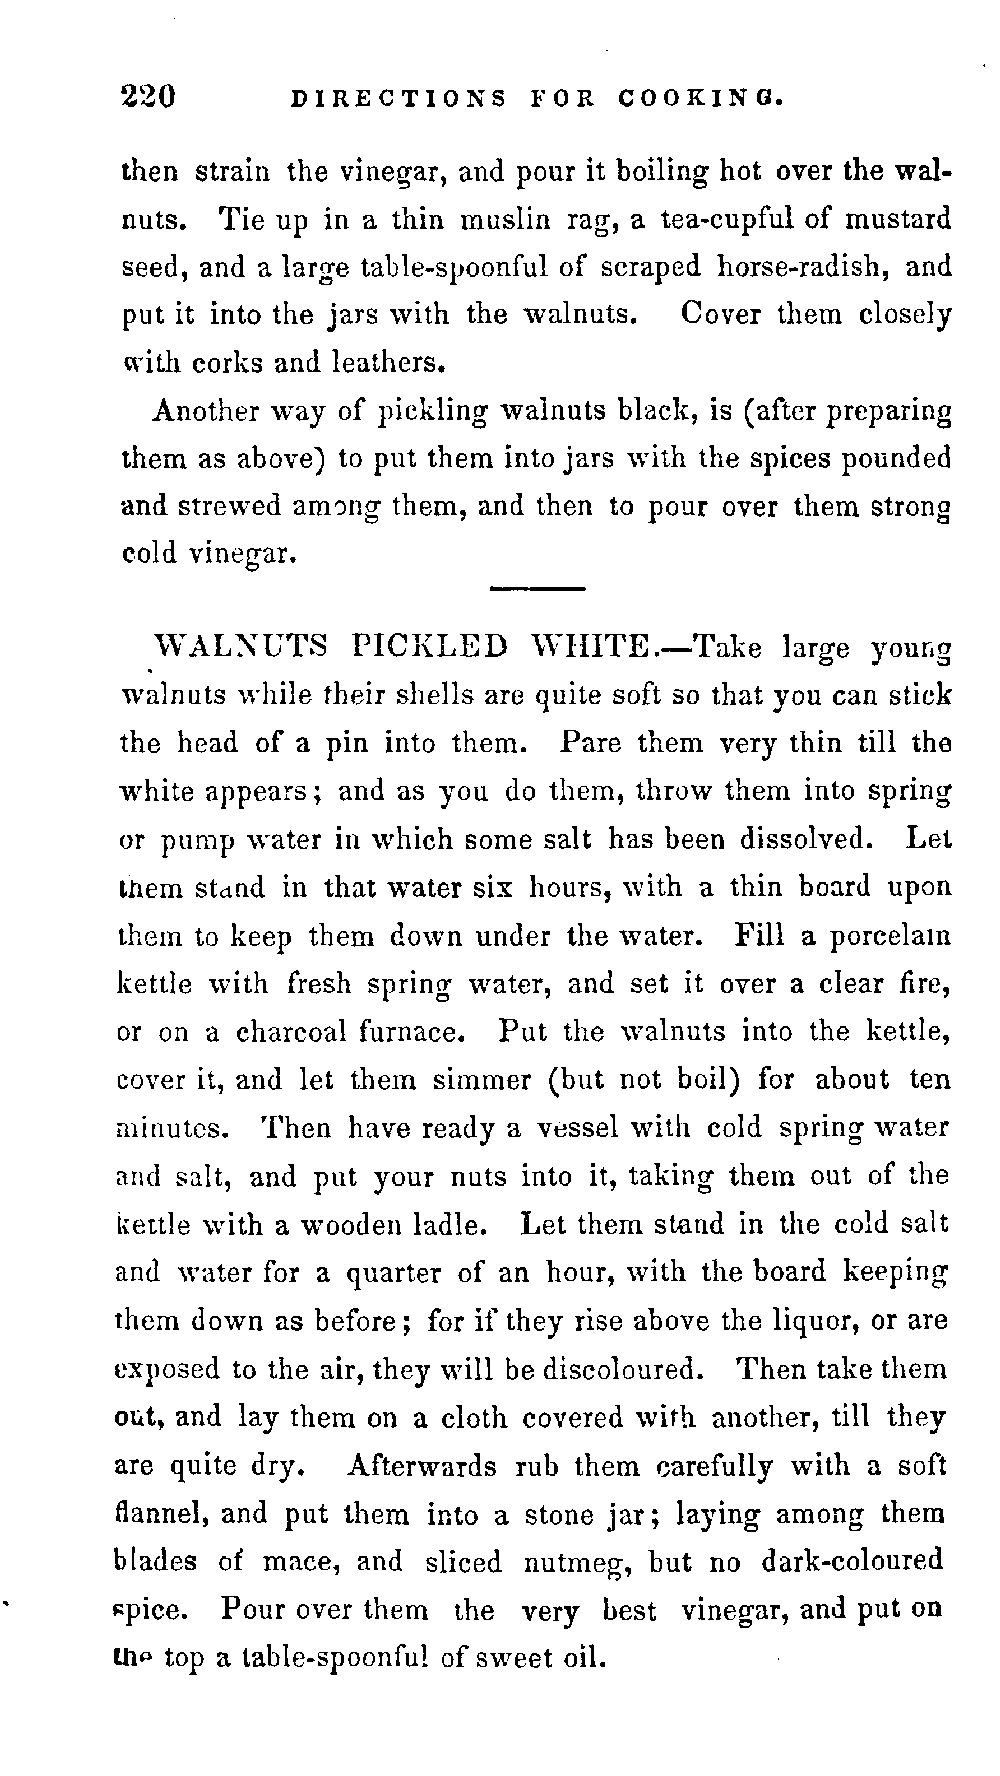 220 DIRECTIONS FOR COOKING.
then strain the vinegar, and pour it boiling hot over the wal-
nuts. Tie up in a thin muslin rag, a tea-cupful of mustard
seed, and a large table-spoonful of scraped horse-radish, and
put it into the jars with the walnuts. Cover them closely
with corks and leathers.
Another way of pickling walnuts black, is (after preparing
them as above) to put them into jars with the spices pounded
and strewed among them, and then to pour over them strong
cold vinegar.
WALNUTS PICKLED WHITE.—Take large young
walnuts while their shells are quite soft so that you can stick
the head of a pin into them. Pare them very thin till the
white appears; and as you do them, throw them into spring
or pump water in which some salt has been dissolved. Let
them stand in that water six hours, with a thin board upon
them to keep them down under the water. Fill a porcelain
kettle with fresh spring water, and set it over a clear fire,
or on a charcoal furnace. Put the walnuts into the kettle,
cover it, and let them simmer (but not boil) for about ten
minutes. Then have ready a vessel with cold spring water
and salt, and put your nuts into it, taking them out of the
kettle with a wooden ladle. Let them stand in the cold salt
and water for a quarter of an hour, with the board keeping
them down as before; for if they rise above the liquor, or are
exposed to the air, they will be discoloured. Then take them
out, and lay them on a cloth covered with another, till they
are quite dry. Afterwards rub them carefully with a soft
flannel, and put them into a stone jar; laying among them
blades of mace, and sliced nutmeg, but no dark-coloured
spice. Pour over them the very best vinegar, and put on
the top a table-spoonful of sweet oil.